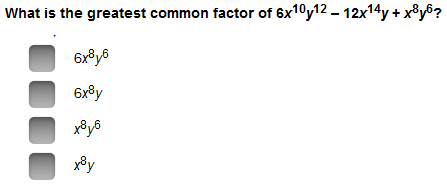 What is the greatest common factor of 6x¹⁰y¹² – 12x¹⁴y + x⁸y⁶?
6x⁸y⁶
6x⁸y
x⁸y⁶
x⁸y